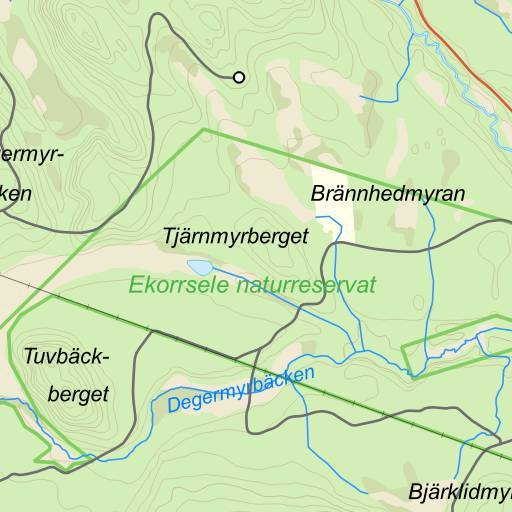 Brännhedmyran
Tjärnmyrberget
Ekorrsele naturreservat
Tuvbäck-
berget
Degermyrbäcken